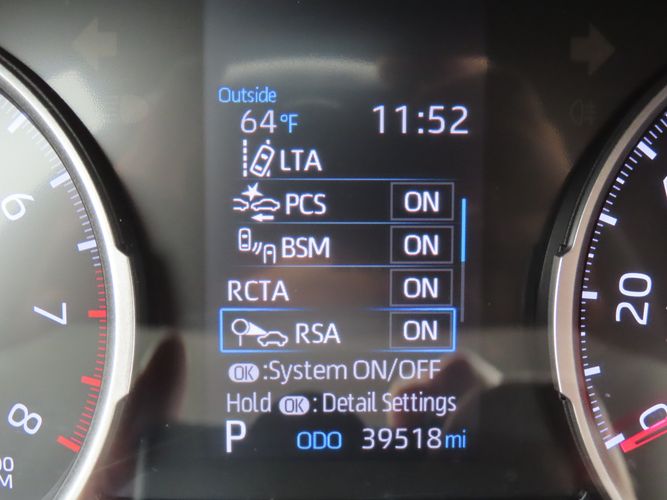 Outside
64 °F 11:52
LTA
PCS ON
BSM ON
RCTA ON
RSA ON
OK :System ON/OFF
Hold OK : Detail Settings
P ODO 39518 mi
6
7
8
20
0